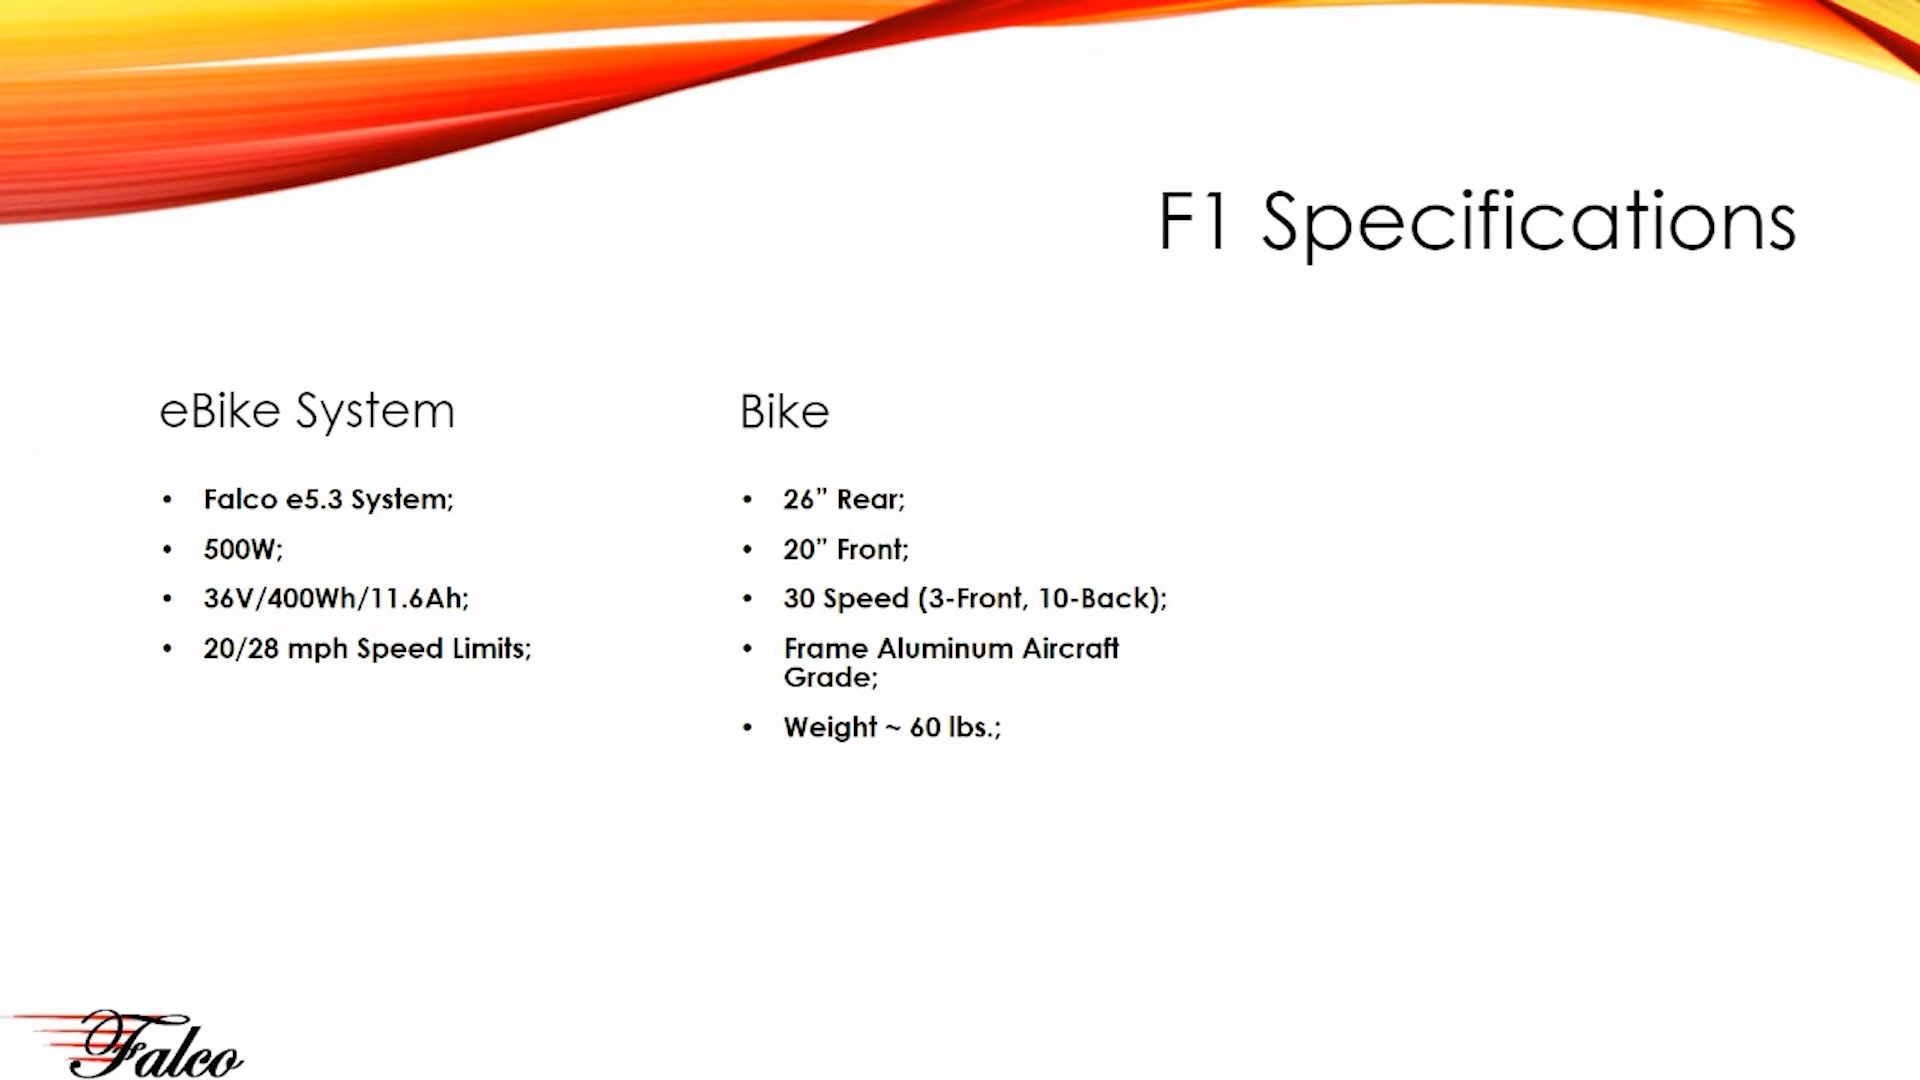 F1 Specifications
eBike System
• Falco e5.3 System;
• 500W;
• 36V/400Wh/11.6Ah;
• 20/28 mph Speed Limits;
Bike
• 26” Rear;
• 20” Front;
• 30 Speed (3-Front, 10-Back);
• Frame Aluminum Aircraft
Grade;
• Weight ~ 60 lbs.;
Falco